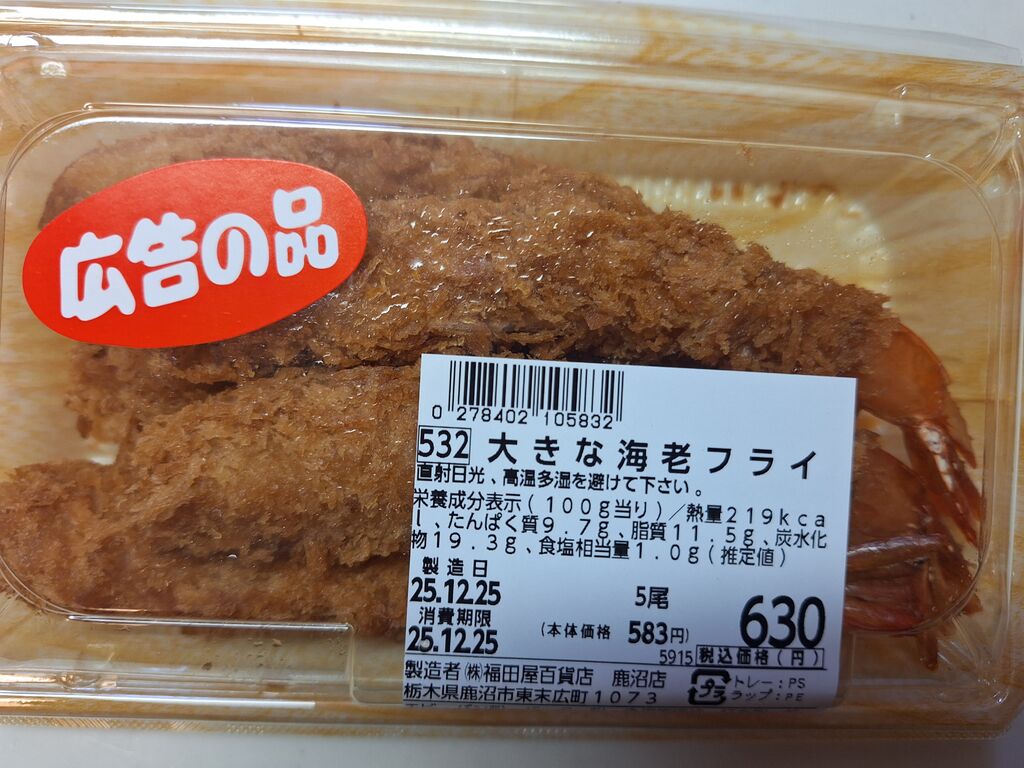 広告の品
0 278402 105832
532 大きな海老フライ
直射日光、高温多湿を避けて下さい。
栄養成分表示(100g当り)/熱量219kca
l、たんぱく質9.7g、脂質11.5g、炭水化
物19.3g、食塩相当量1.0g(推定値)
製造日
25.12.25 5尾
消費期限
25.12.25 (本体価格 583円) 630
5915 税込価格(円)
製造者(株)福田屋百貨店 鹿沼店
栃木県鹿沼市東末広町1073
プラ トレー:PS
ラップ:PE